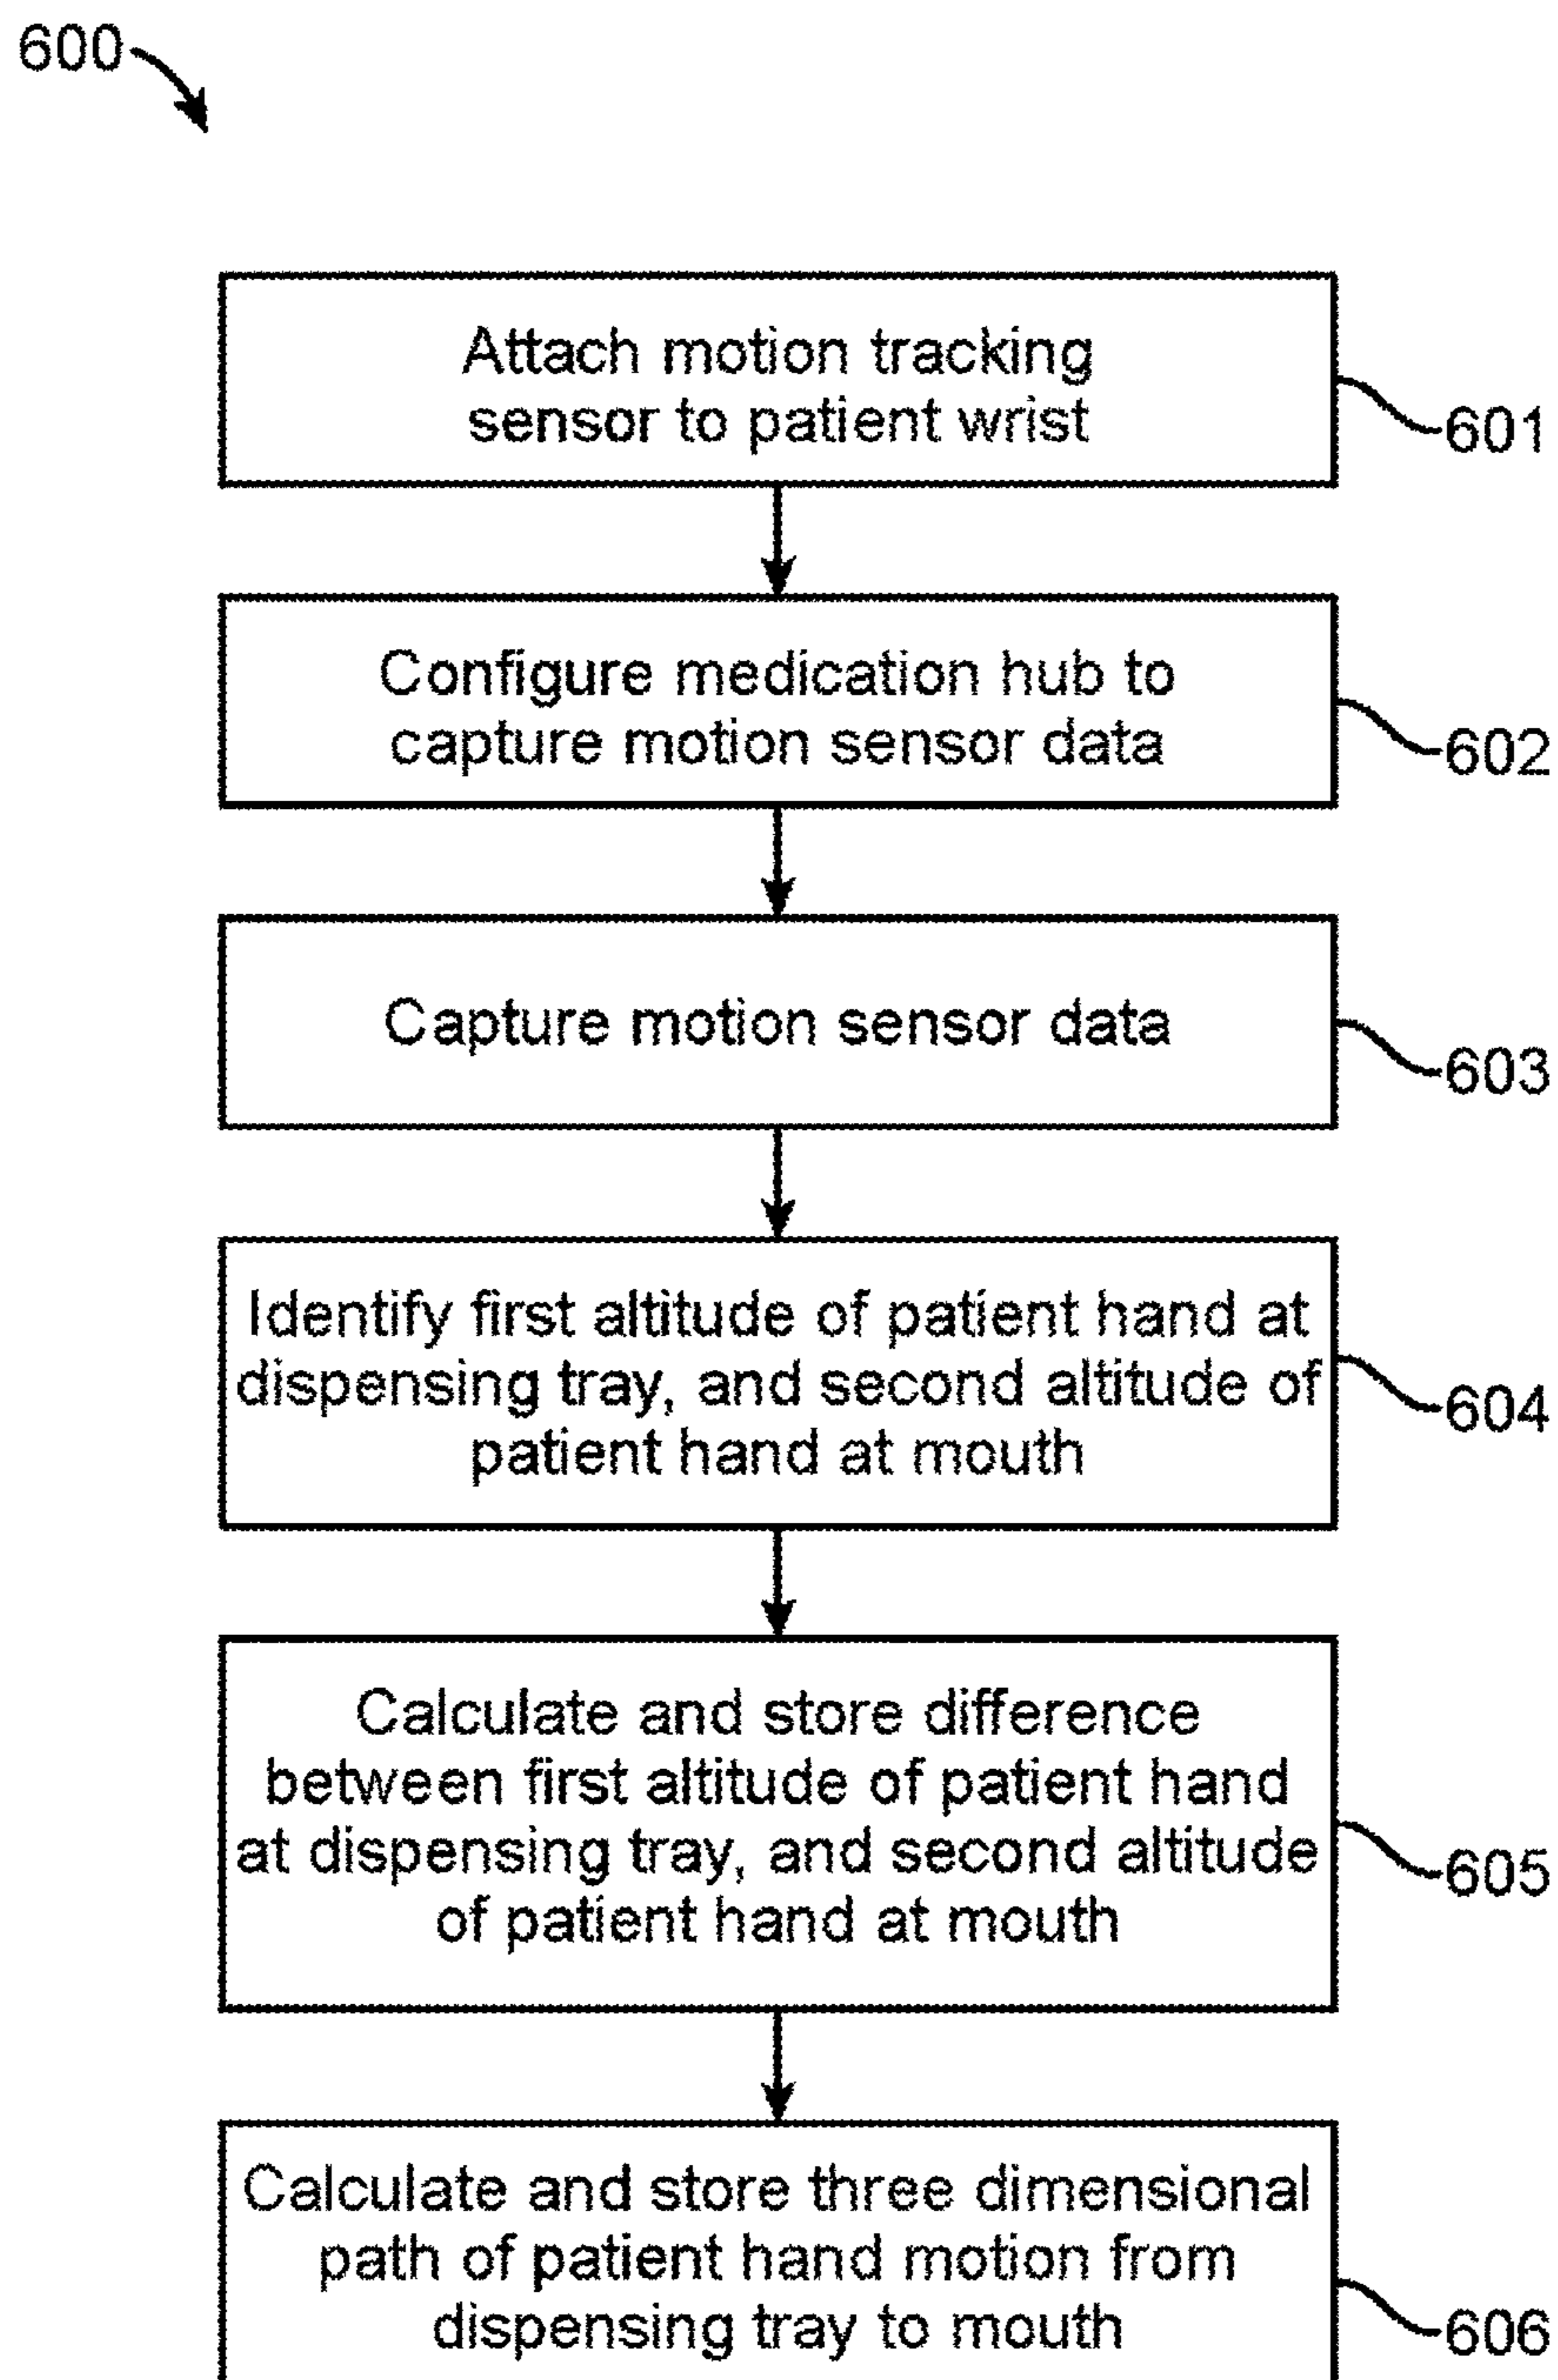 600
Attach motion tracking
sensor to patient wrist
601
Configure medication hub to
capture motion sensor data
602
Capture motion sensor data
603
Identify first altitude of patient hand at
dispensing tray, and second altitude of
patient hand at mouth
604
Calculate and store difference
between first altitude of patient hand
at dispensing tray, and second altitude
of patient hand at mouth
605
Calculate and store three dimensional
path of patient hand motion from
dispensing tray to mouth
606